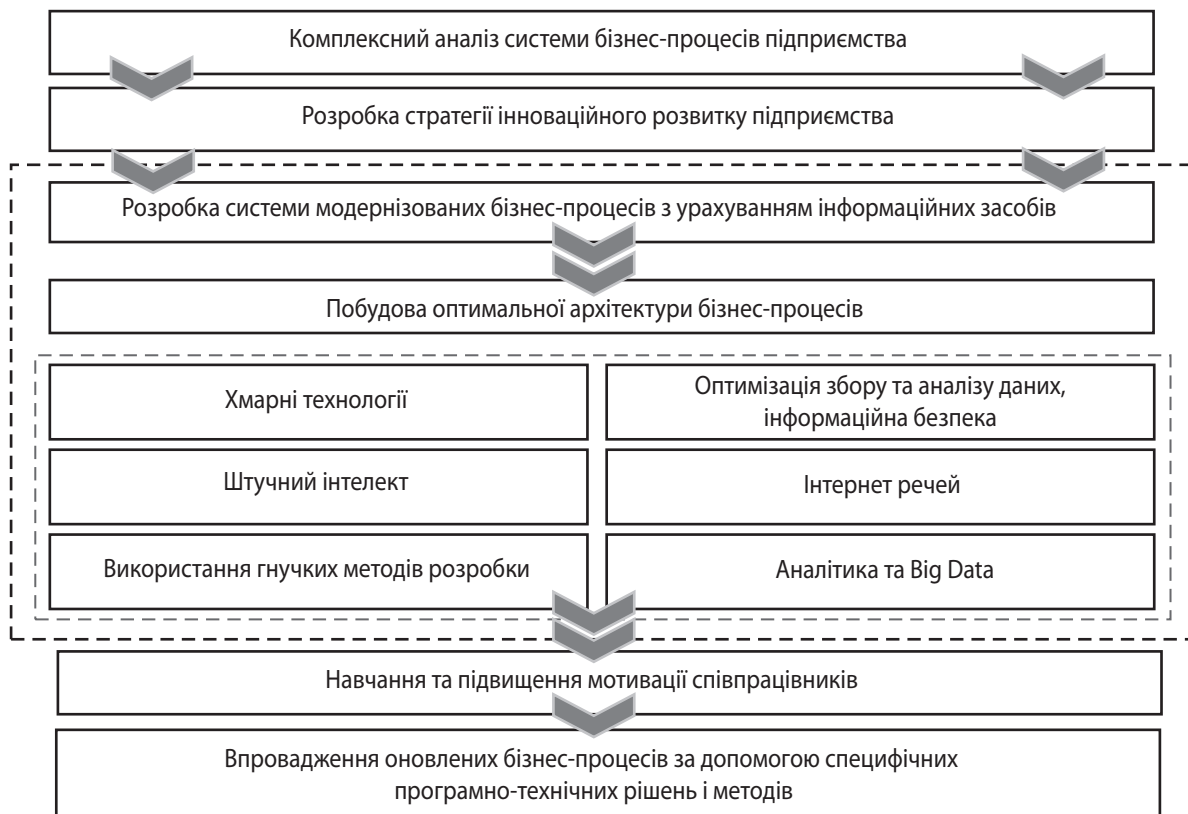 Комплексний аналіз системи бізнес-процесів підприємства
Розробка стратегії інноваційного розвитку підприємства
Розробка системи модернізованих бізнес-процесів з урахуванням інформаційних засобів
Побудова оптимальної архітектури бізнес-процесів
Хмарні технології
Оптимізація збору та аналізу даних,
інформаційна безпека
Штучний інтелект
Інтернет речей
Використання гнучких методів розробки
Аналітика та Big Data
Навчання та підвищення мотивації співпрацівників
Впровадження оновлених бізнес-процесів за допомогою специфічних
програмно-технічних рішень і методів